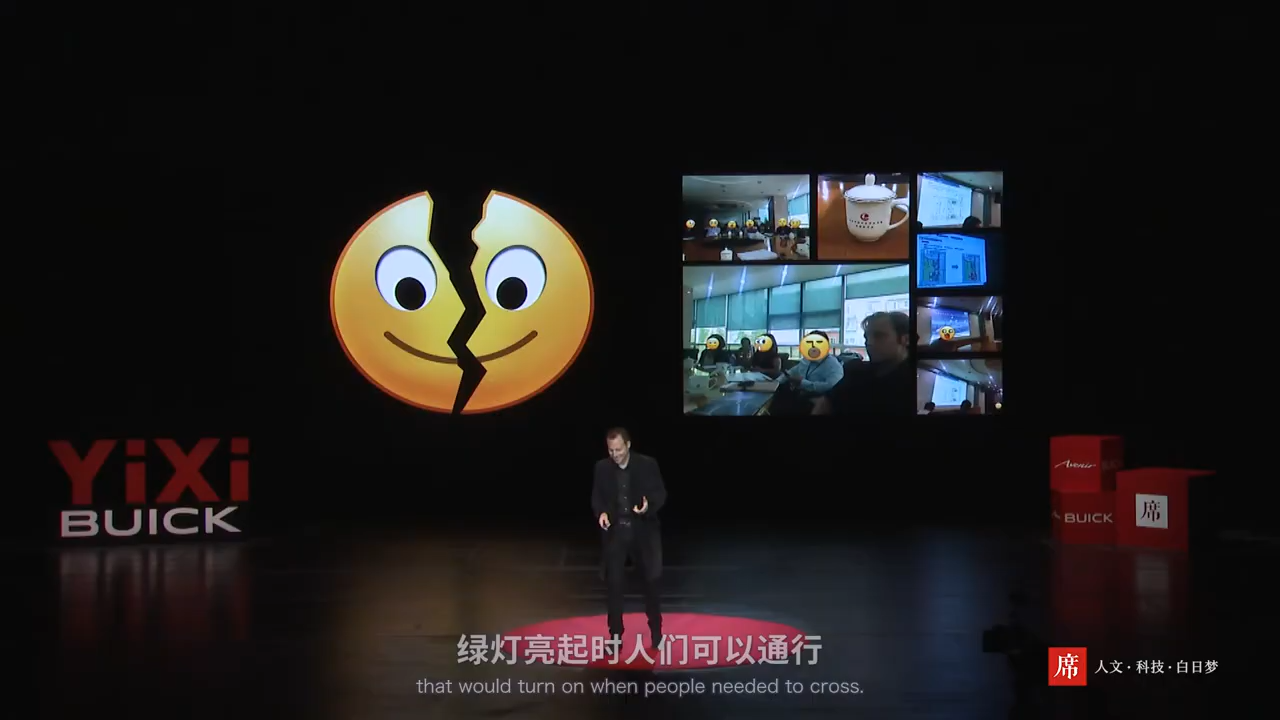 YiXi
BUICK
Avenir
BUICK
席
绿灯亮起时人们可以通行
that would turn on when people needed to cross.
席 人文·科技·白日梦